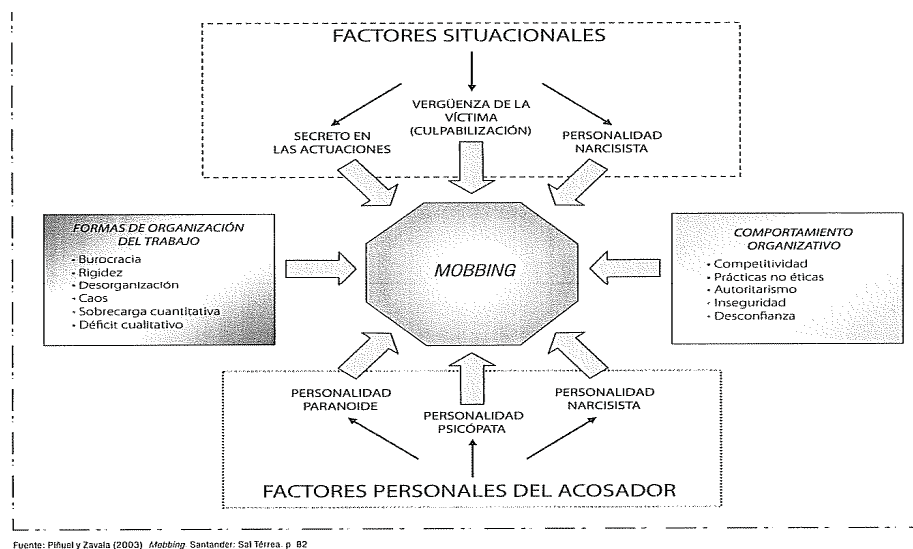 FACTORES SITUACIONALES
SECRETO EN
LAS ACTUACIONES
VERGÜENZA DE LA
VÍCTIMA
(CULPABILIZACIÓN)
PERSONALIDAD
NARCISISTA
FORMAS DE ORGANIZACIÓN
DEL TRABAJO
• Burocracia
• Rigidez
• Desorganización
• Caos
• Sobrecarga cuantitativa
• Déficit cualitativo
MOBBING
COMPORTAMIENTO
ORGANIZATIVO
• Competitividad
• Prácticas no éticas
• Autoritarismo
• Inseguridad
• Desconfianza
PERSONALIDAD
PARANOIDE
PERSONALIDAD
PSICÓPATA
PERSONALIDAD
NARCISISTA
FACTORES PERSONALES DEL ACOSADOR
Fuente: Piñuel y Zavala (2003) Mobbing. Santander: Sal Térrea. p 82